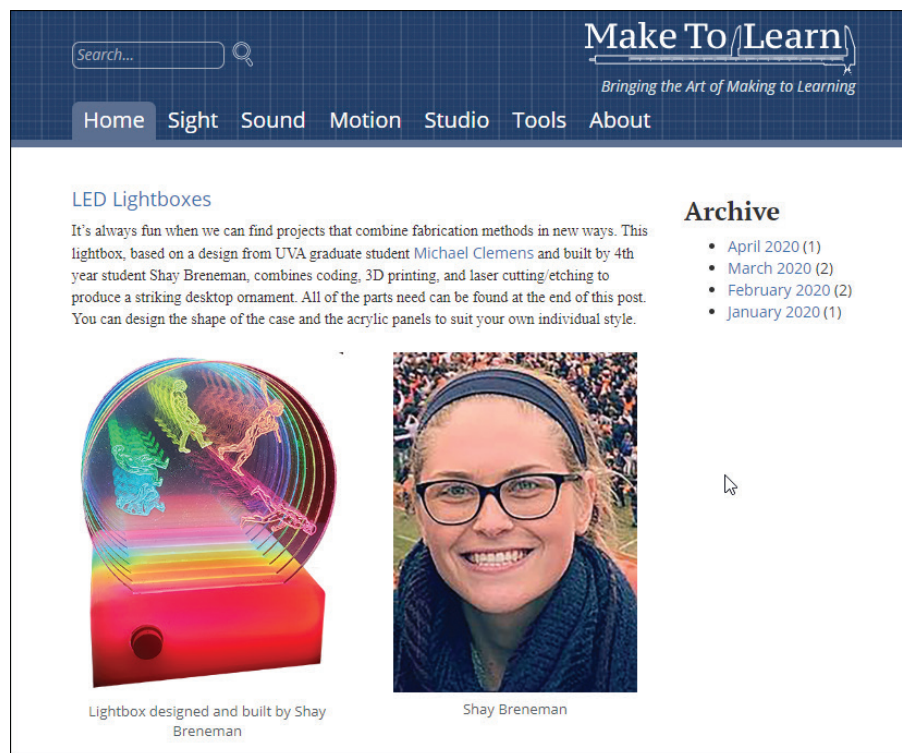 Search...
Make To Learn
Bringing the Art of Making to Learning
Home Sight Sound Motion Studio Tools About
LED Lightboxes
It's always fun when we can find projects that combine fabrication methods in new ways. This
lightbox, based on a design from UVA graduate student Michael Clemens and built by 4th
year student Shay Breneman, combines coding, 3D printing, and laser cutting/etching to
produce a striking desktop ornament. All of the parts need can be found at the end of this post.
You can design the shape of the case and the acrylic panels to suit your own individual style.
Archive
April 2020 (1)
March 2020 (2)
February 2020 (2)
January 2020 (1)
Lightbox designed and built by Shay
Breneman
Shay Breneman